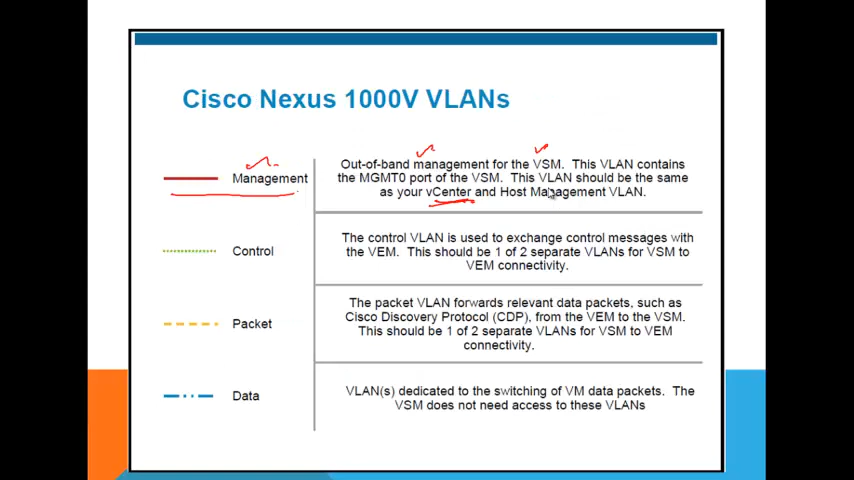 Cisco Nexus 1000V VLANs
Management
Out-of-band management for the VSM. This VLAN contains
the MGMT0 port of the VSM. This VLAN should be the same
as your vCenter and Host Management VLAN.
Control
The control VLAN is used to exchange control messages with
the VEM. This should be 1 of 2 separate VLANs for VSM to
VEM connectivity.
Packet
The packet VLAN forwards relevant data packets, such as
Cisco Discovery Protocol (CDP), from the VEM to the VSM.
This should be 1 of 2 separate VLANs for VSM to VEM
connectivity.
Data
VLAN(s) dedicated to the switching of VM data packets. The
VSM does not need access to these VLANs